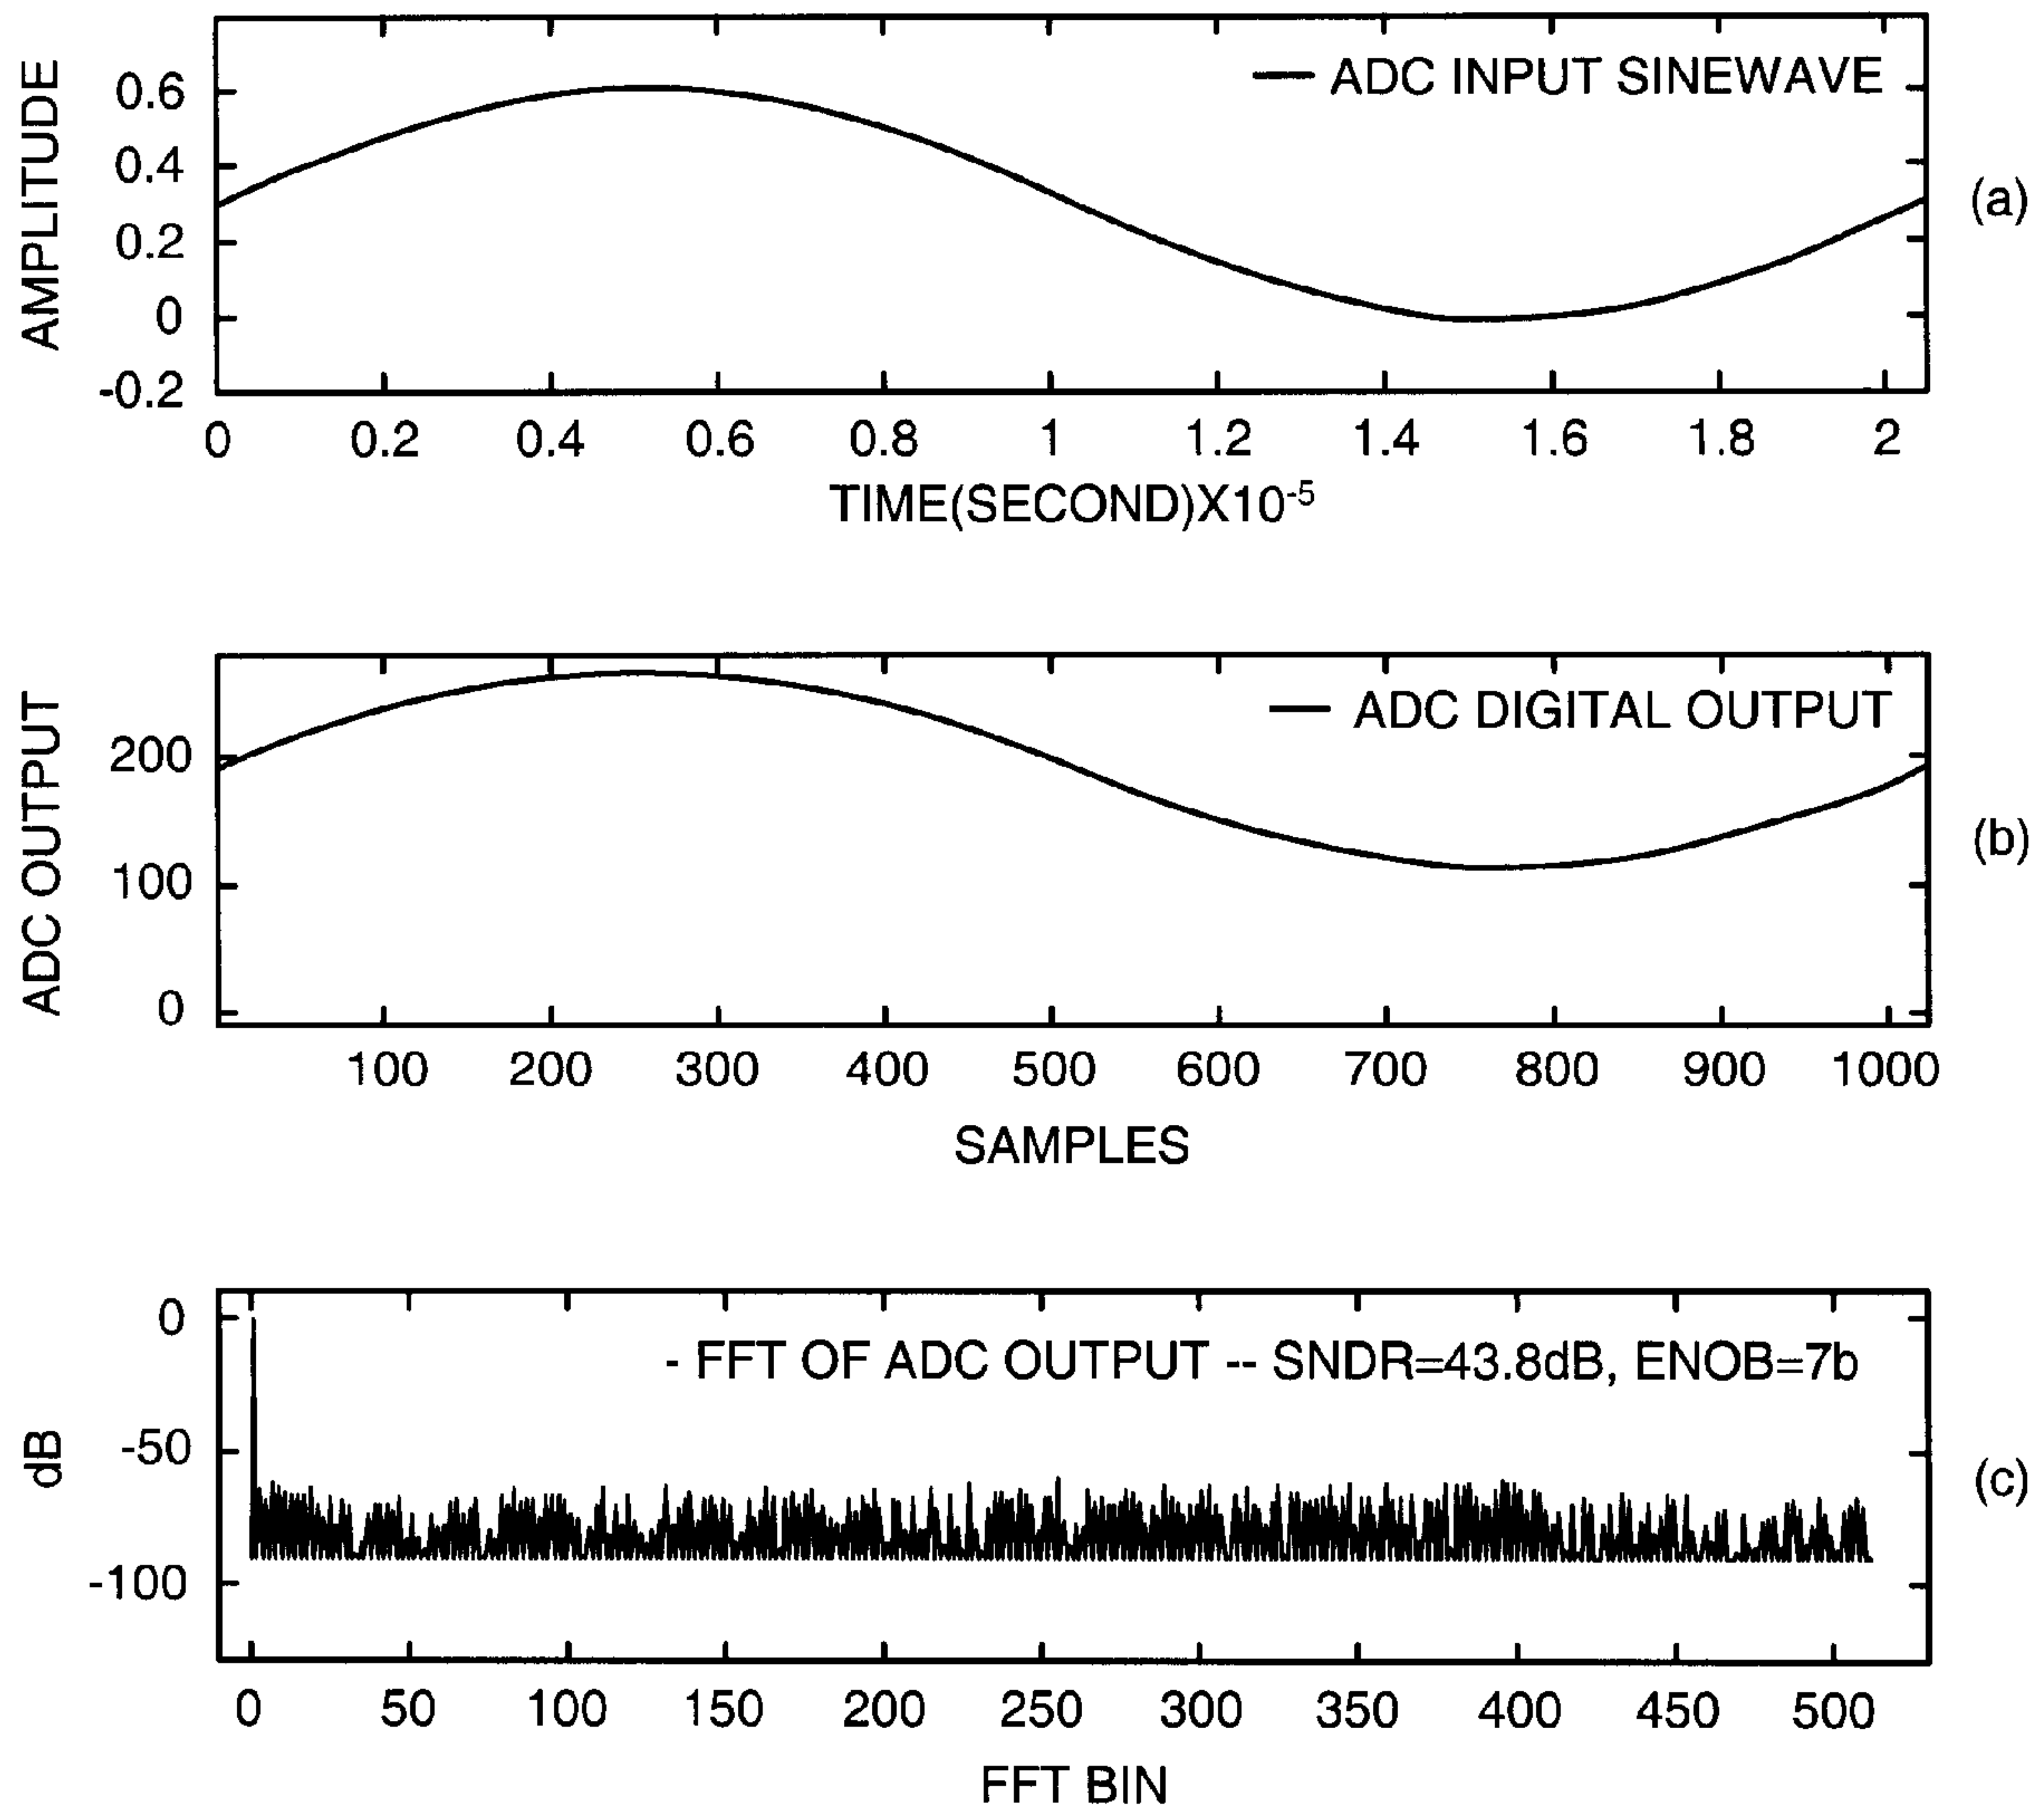 AMPLITUDE
0.6
0.4
0.2
0
-0.2
ADC INPUT SINEWAVE
(a)
0 0.2 0.4 0.6 0.8 1 1.2 1.4 1.6 1.8 2
TIME(SECOND)X10-5
ADC OUTPUT
200
100
0
ADC DIGITAL OUTPUT
(b)
100 200 300 400 500 600 700 800 900 1000
SAMPLES
dB
0
-50
-100
- FFT OF ADC OUTPUT -- SNDR=43.8dB, ENOB=7b
(c)
0 50 100 150 200 250 300 350 400 450 500
FFT BIN